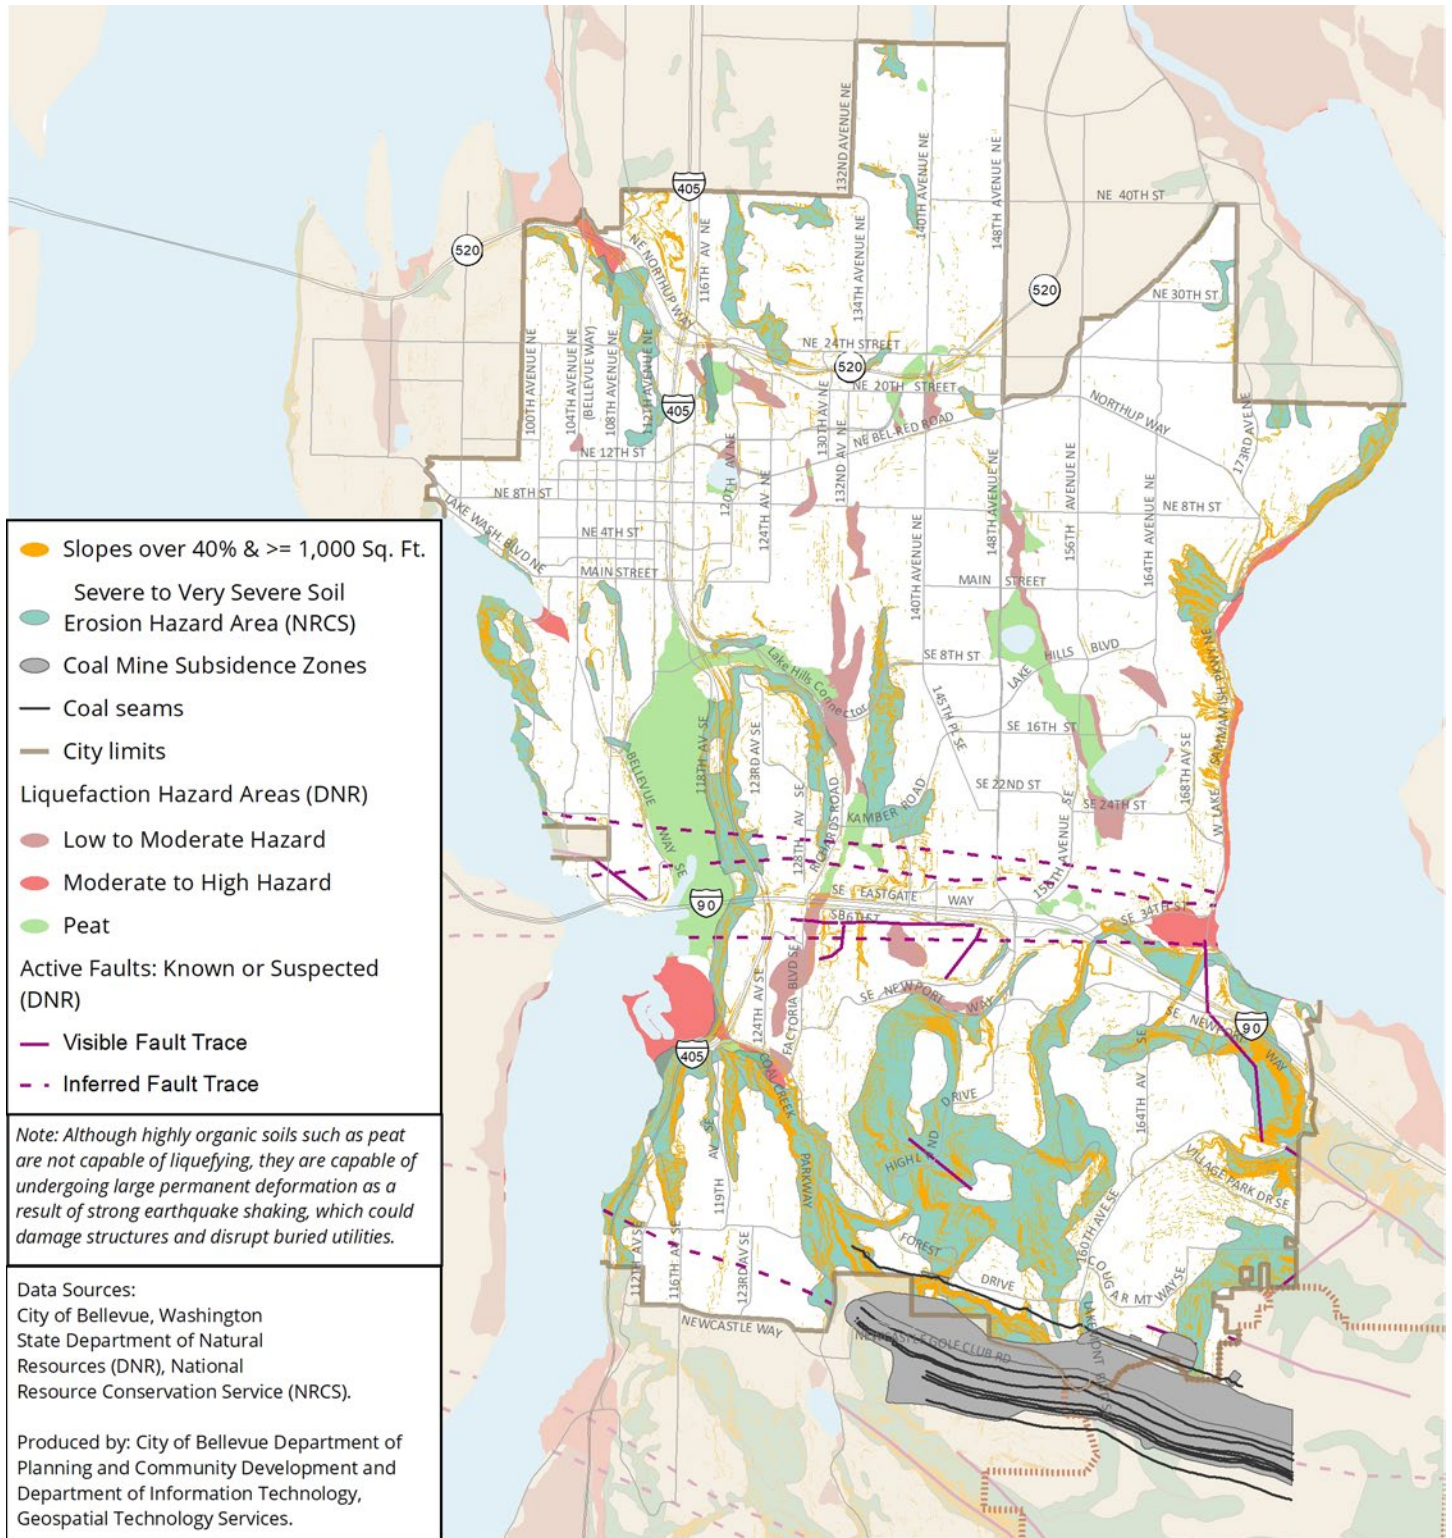 405
132ND AVENUE NE
140TH AVENUE NE
148TH AVENUE NE
NE 40TH ST
520
NE NORTHUP WAY
116TH AV NE
134TH AVENUE NE
520
NE 30TH ST
NE 24TH STREET
520
NE 20TH STREET
100TH AVENUE NE
104TH AVENUE NE
(BELLEVUE WAY)
108TH AVENUE NE
112TH AVENUE NE
405
130TH AV NE
132ND AV NE
NE BEL-RED ROAD
NORTHUP WAY
173RD AVE NE
NE 12TH ST
120TH AV NE
124TH AV NE
148TH AVENUE NE
156TH AVENUE NE
164TH AVENUE NE
NE 8TH ST
NE 8TH ST
LAKE WASH. BLVD NE
NE 4TH ST
140TH AVENUE NE
MAIN STREET
MAIN STREET
Slopes over 40% & >= 1,000 Sq. Ft.
Severe to Very Severe Soil
Erosion Hazard Area (NRCS)
Coal Mine Subsidence Zones
Coal seams
City limits
Liquefaction Hazard Areas (DNR)
Low to Moderate Hazard
Moderate to High Hazard
Peat
Active Faults: Known or Suspected
(DNR)
Visible Fault Trace
Inferred Fault Trace
Lake Hills Connector
SE 8TH ST
LAKE HILLS BLVD
W LAKE SAMMAMISH PKWY NE
145TH PL SE
SE 16TH ST
118TH AV SE
123RD AV SE
BELLEVUE WAY SE
SE 22ND ST
168TH AV SE
SE 24TH ST
128TH AV SE
RICHARDS ROAD
KAMBER ROAD
156TH AVENUE SE
SE EASTGATE WAY
90
SE 34TH ST
124TH AV SE
FACTORIA BLVD SE
SE NEWPORT WAY
SE NEWPORT WAY
90
405
COAL CREEK PARKWAY
DRIVE
164TH AV SE
119TH AV SE
VILLAGE PARK DR SE
160TH AVE SE
FOREST DRIVE
COUGAR MT WAY SE
112TH AV SE
116TH AV SE
123RD AV SE
NEWCASTLE WAY
NEWCASTLE GOLF CLUB RD
Note: Although highly organic soils such as peat
are not capable of liquefying, they are capable of
undergoing large permanent deformation as a
result of strong earthquake shaking, which could
damage structures and disrupt buried utilities.
Data Sources:
City of Bellevue, Washington
State Department of Natural
Resources (DNR), National
Resource Conservation Service (NRCS).
Produced by: City of Bellevue Department of
Planning and Community Development and
Department of Information Technology,
Geospatial Technology Services.